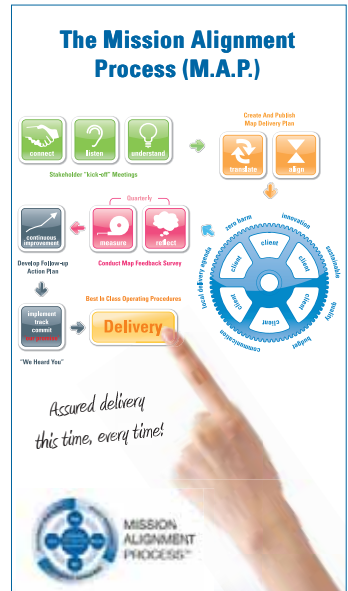 The Mission Alignment
Process (M.A.P.)
connect
listen
understand
Stakeholder "kick-off" Meetings
Create And Publish
Map Delivery Plan
translate
align
zero harm
innovation
sustainable
quality
budget
communication
local delivery agenda
client
client
client
client
client
client
client
Quarterly
measure
reflect
Conduct Map Feedback Survey
continuous
improvement
Develop Follow-up
Action Plan
implement
track
commit
"We Heard You"
Best In Class Operating Procedures
Delivery
Assured delivery
this time, every time!
MISSION
ALIGNMENT
PROCESS™